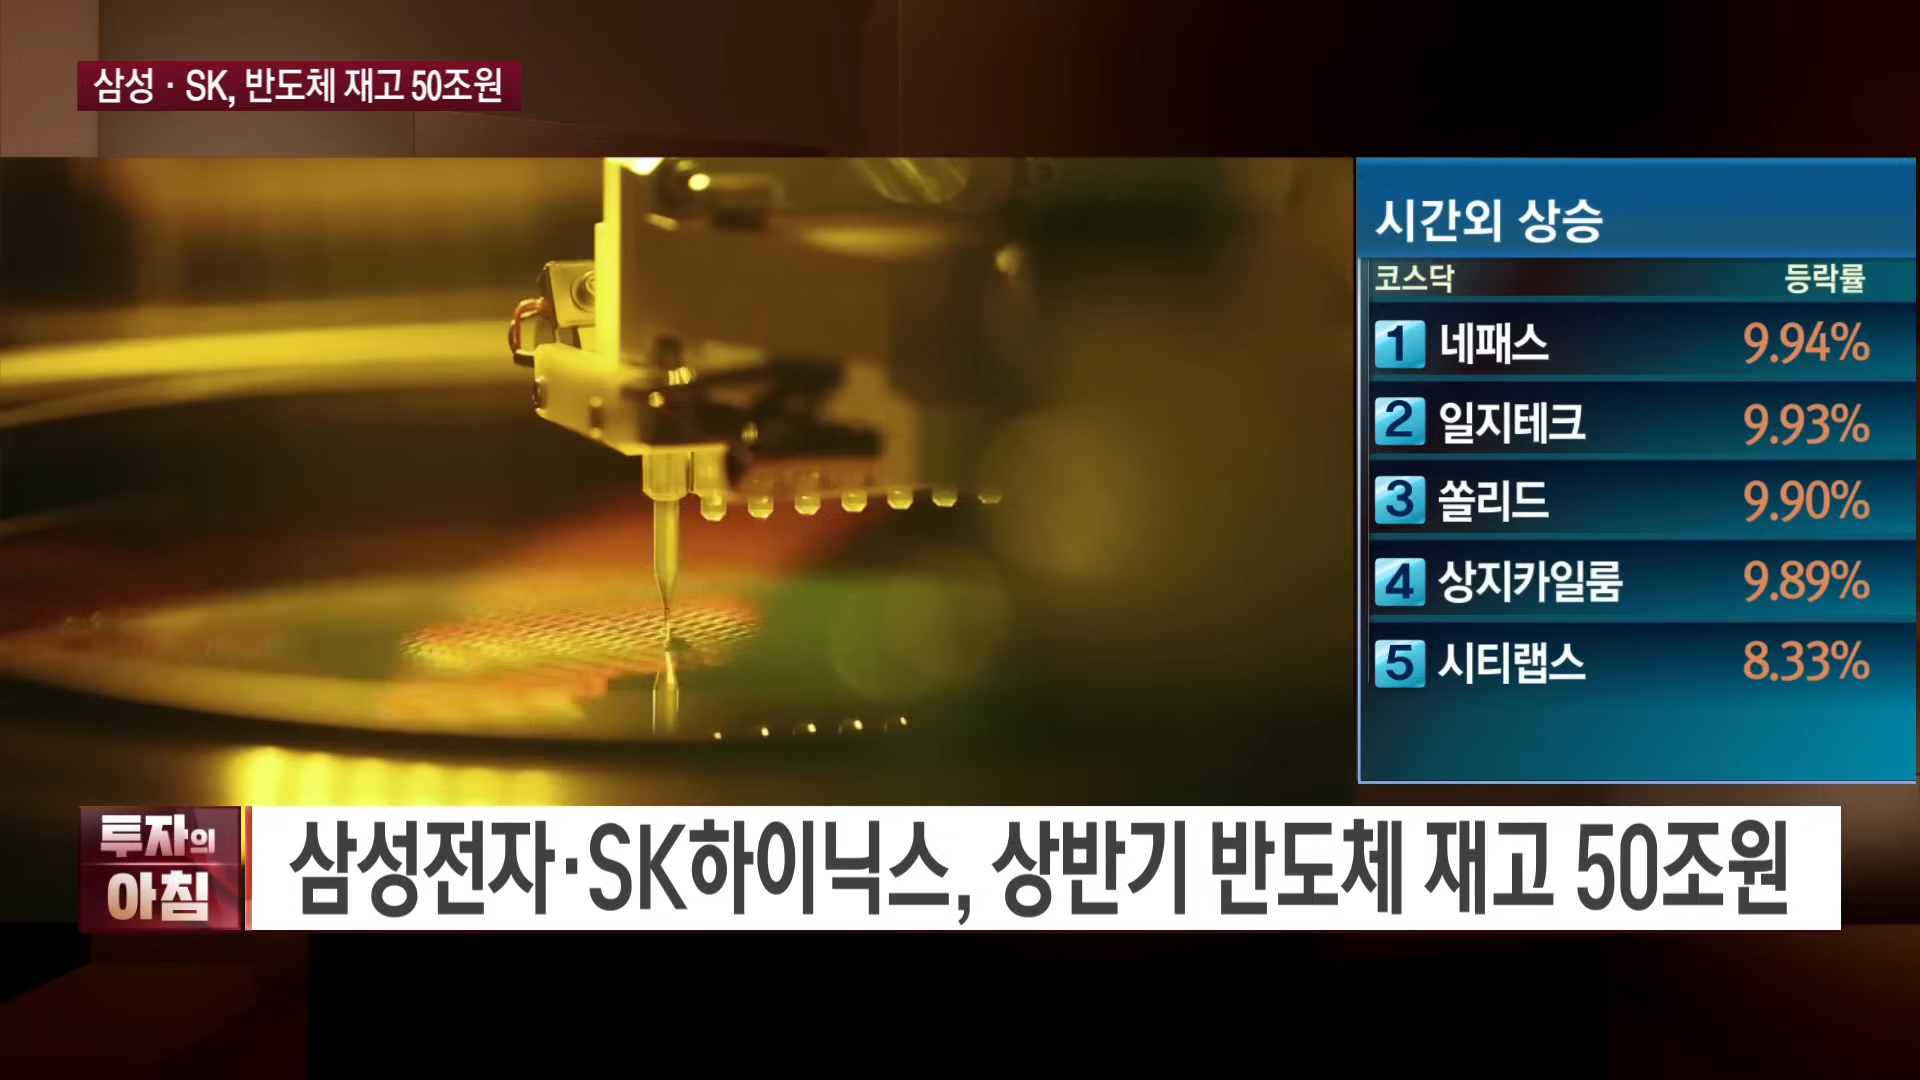 삼성 · SK, 반도체 재고 50조원
시간외 상승
코스닥 등락률
1 네패스 9.94%
2 일지테크 9.93%
3 쏠리드 9.90%
4 상지카일룸 9.89%
5 시티랩스 8.33%
투자의
아침
삼성전자·SK하이닉스, 상반기 반도체 재고 50조원